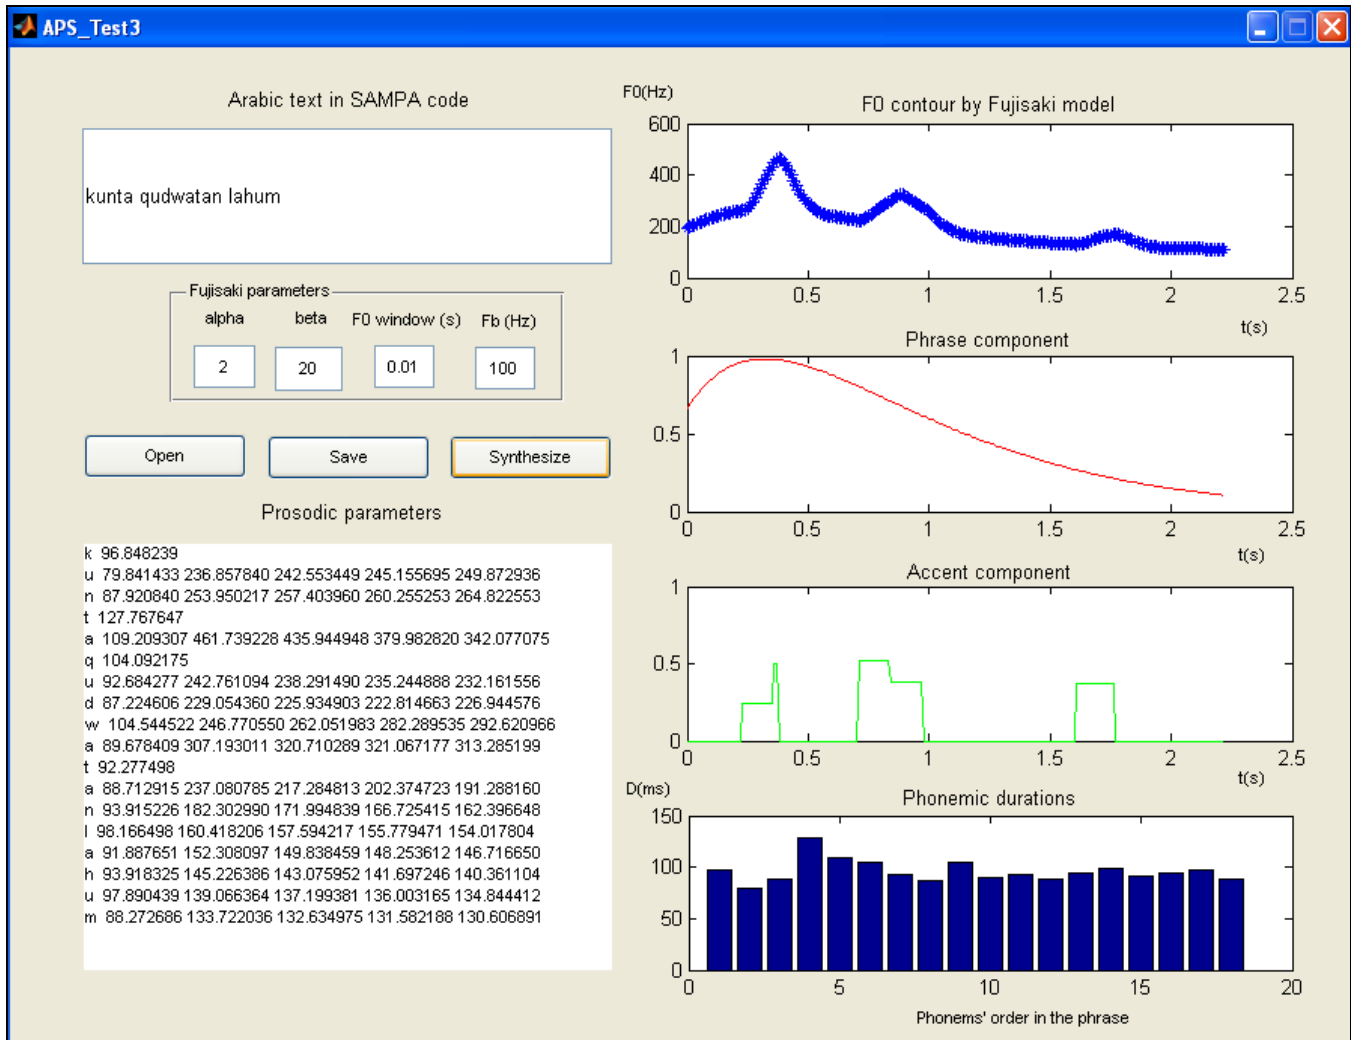 APS_Test3
Arabic text in SAMPA code
kunta qudwatan lahum
Fujisaki parameters
alpha beta F0 window (s) Fb (Hz)
2 20 0.01 100
Open Save Synthesize
Prosodic parameters
k 96.848239
u 79.841433 236.857840 242.553449 245.155695 249.872936
n 87.920840 253.950217 257.403960 260.255253 264.822553
t 127.767647
a 109.209307 461.739228 435.944948 379.982820 342.077075
q 104.092175
u 92.684277 242.761094 238.291490 235.244888 232.161556
d 87.224606 229.054360 225.934903 222.814663 226.944576
w 104.544522 246.770550 262.051983 282.289535 292.620966
a 89.678409 307.193011 320.710289 321.067177 313.285199
t 92.277498
a 88.712915 237.080785 217.284813 202.374723 191.288160
n 93.915226 182.302990 171.994839 166.725415 162.396648
l 98.166498 160.418206 157.594217 155.779471 154.017804
a 91.887651 152.308097 149.838459 148.253612 146.716650
h 93.918325 145.226386 143.075952 141.697246 140.361104
u 97.890439 139.066364 137.199381 136.003165 134.844412
m 88.272686 133.722036 132.634975 131.582188 130.606891
F0(Hz)
F0 contour by Fujisaki model
600
400
200
0
0 0.5 1 1.5 2 2.5
t(s)
Phrase component
1
0.5
0
0 0.5 1 1.5 2 2.5
t(s)
Accent component
1
0.5
0
0 0.5 1 1.5 2 2.5
t(s)
D(ms)
Phonemic durations
150
100
50
0
0 5 10 15 20
Phonems' order in the phrase